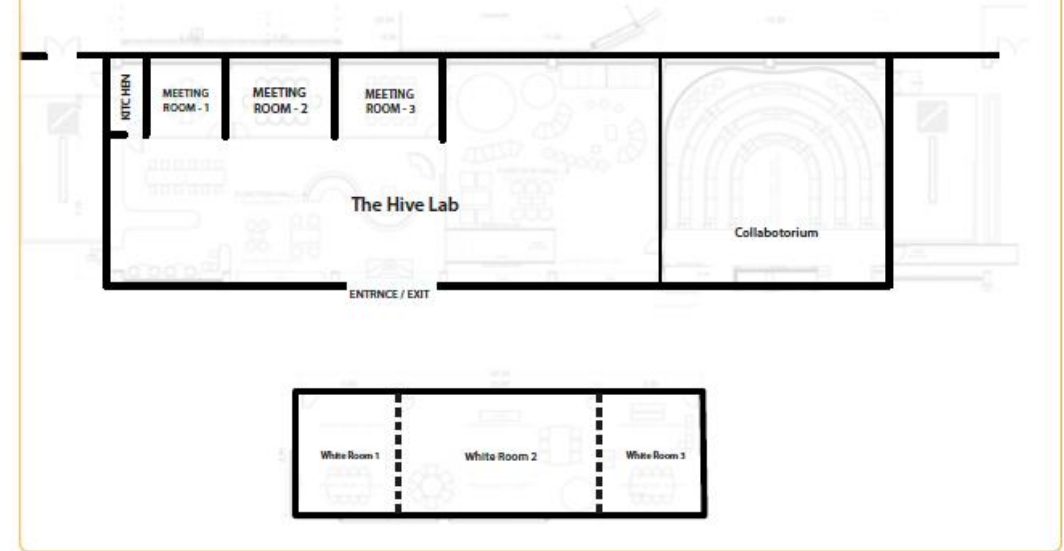 KITC HEN
MEETING
ROOM - 1
MEETING
ROOM - 2
MEETING
ROOM - 3
The Hive Lab
Collabotorium
ENTRNCE / EXIT
White Room 1
White Room 2
White Room 3